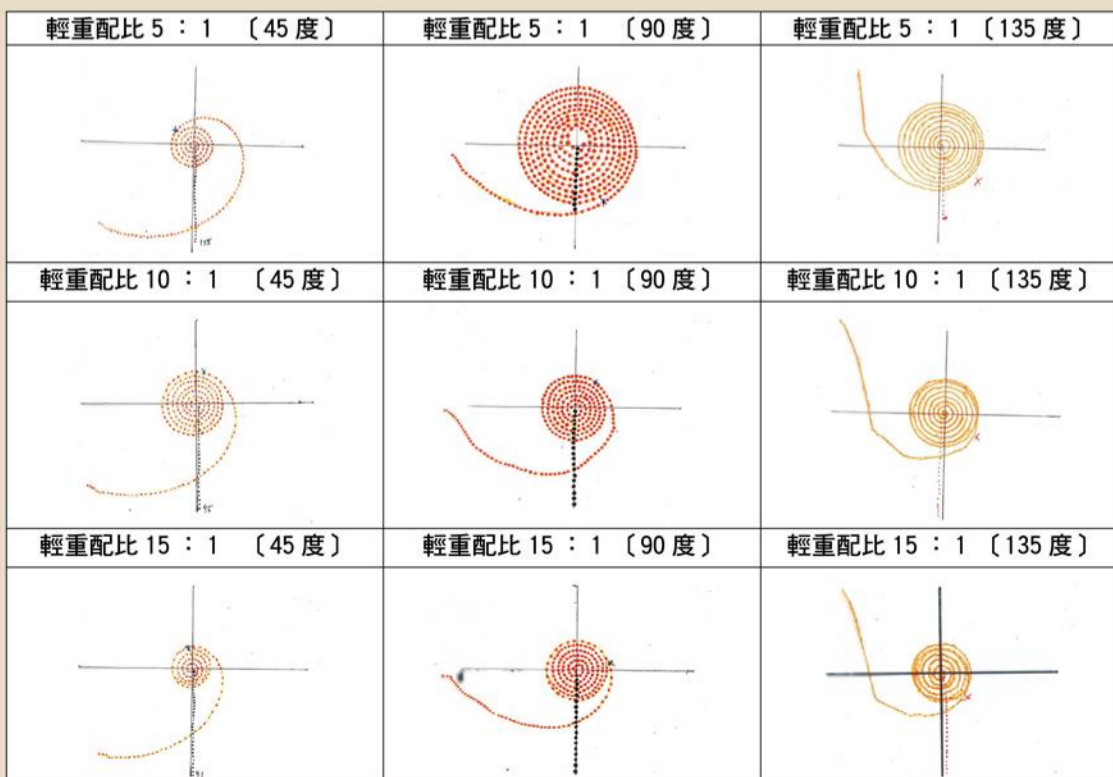 輕重配比 5 : 1 〔45 度〕
輕重配比 5 : 1 〔90 度〕
輕重配比 5 : 1 〔135 度〕
輕重配比 10 : 1 〔45 度〕
輕重配比 10 : 1 〔90 度〕
輕重配比 10 : 1 〔135 度〕
95
輕重配比 15 : 1 〔45 度〕
輕重配比 15 : 1 〔90 度〕
輕重配比 15 : 1 〔135 度〕